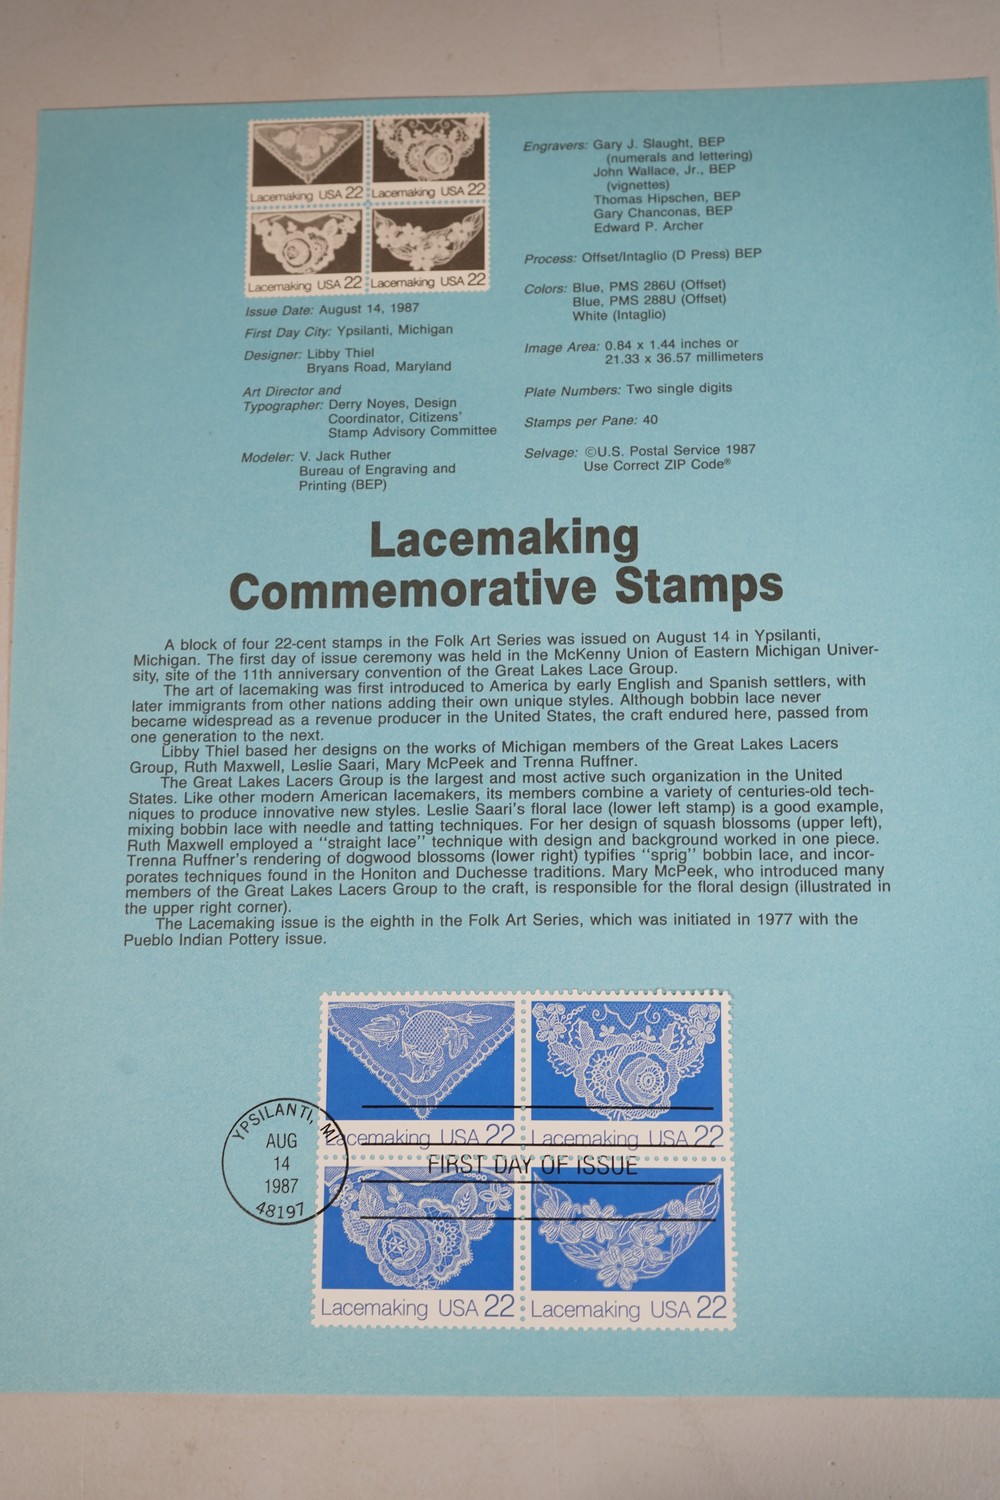 Lacemaking USA 22
Lacemaking USA 22
Lacemaking USA 22
Lacemaking USA 22
Issue Date: August 14, 1987
First Day City: Ypsilanti, Michigan
Designer: Libby Thiel
Bryans Road, Maryland
Art Director and
Typographer: Derry Noyes, Design
Coordinator, Citizens'
Stamp Advisory Committee
Modeler: V. Jack Ruther
Bureau of Engraving and
Printing (BEP)
Engravers: Gary J. Slaught, BEP
(numerals and lettering)
John Wallace, Jr., BEP
(vignettes)
Thomas Hipschen, BEP
Gary Chanconas, BEP
Edward P. Archer
Process: Offset/Intaglio (D Press) BEP
Colors: Blue, PMS 286U (Offset)
Blue, PMS 288U (Offset)
White (Intaglio)
Image Area: 0.84 x 1.44 inches or
21.33 x 36.57 millimeters
Plate Numbers: Two single digits
Stamps per Pane: 40
Selvage: ©U.S. Postal Service 1987
Use Correct ZIP Code®
Lacemaking
Commemorative Stamps
A block of four 22-cent stamps in the Folk Art Series was issued on August 14 in Ypsilanti,
Michigan. The first day of issue ceremony was held in the McKenny Union of Eastern Michigan Univer-
sity, site of the 11th anniversary convention of the Great Lakes Lace Group.
The art of lacemaking was first introduced to America by early English and Spanish settlers, with
later immigrants from other nations adding their own unique styles. Although bobbin lace never
became widespread as a revenue producer in the United States, the craft endured here, passed from
one generation to the next.
Libby Thiel based her designs on the works of Michigan members of the Great Lakes Lacers
Group, Ruth Maxwell, Leslie Saari, Mary McPeek and Trenna Ruffner.
The Great Lakes Lacers Group is the largest and most active such organization in the United
States. Like other modern American lacemakers, its members combine a variety of centuries-old tech-
niques to produce innovative new styles. Leslie Saari's floral lace (lower left stamp) is a good example,
mixing bobbin lace with needle and tatting techniques. For her design of squash blossoms (upper left),
Ruth Maxwell employed a "straight lace" technique with design and background worked in one piece.
Trenna Ruffner's rendering of dogwood blossoms (lower right) typifies "sprig" bobbin lace, and incor-
porates techniques found in the Honiton and Duchesse traditions. Mary McPeek, who introduced many
members of the Great Lakes Lacers Group to the craft, is responsible for the floral design (illustrated in
the upper right corner).
The Lacemaking issue is the eighth in the Folk Art Series, which was initiated in 1977 with the
Pueblo Indian Pottery issue.
YPSILANTI, MI
AUG
14
1987
48197
Lacemaking USA 22
Lacemaking USA 22
FIRST DAY OF ISSUE
Lacemaking USA 22
Lacemaking USA 22